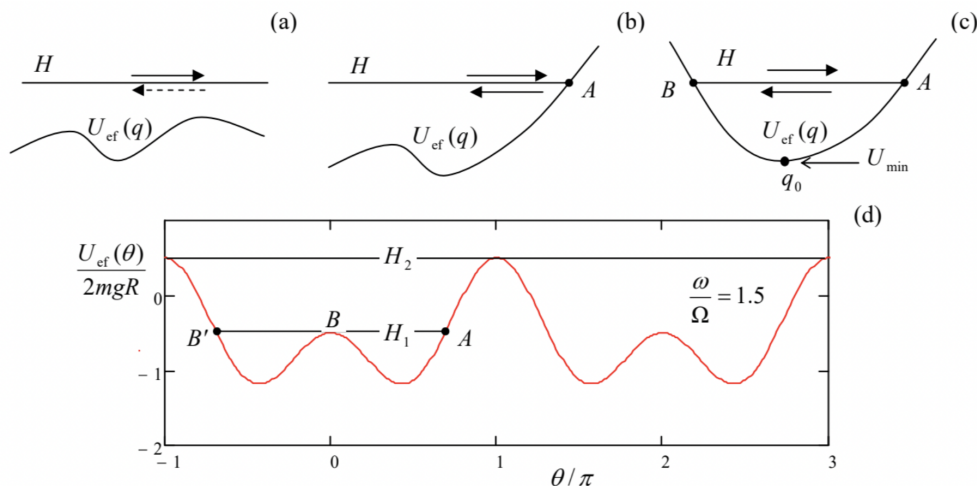 (a)
H
U_ef(q)
(b)
H
A
U_ef(q)
(c)
H
B
A
U_ef(q)
U_min
q_0
(d)
U_ef(θ)
2mgR
H_2
ω
Ω
= 1.5
0
B
B′
H_1
A
−1
−2
−1
0
1
2
3
θ/π